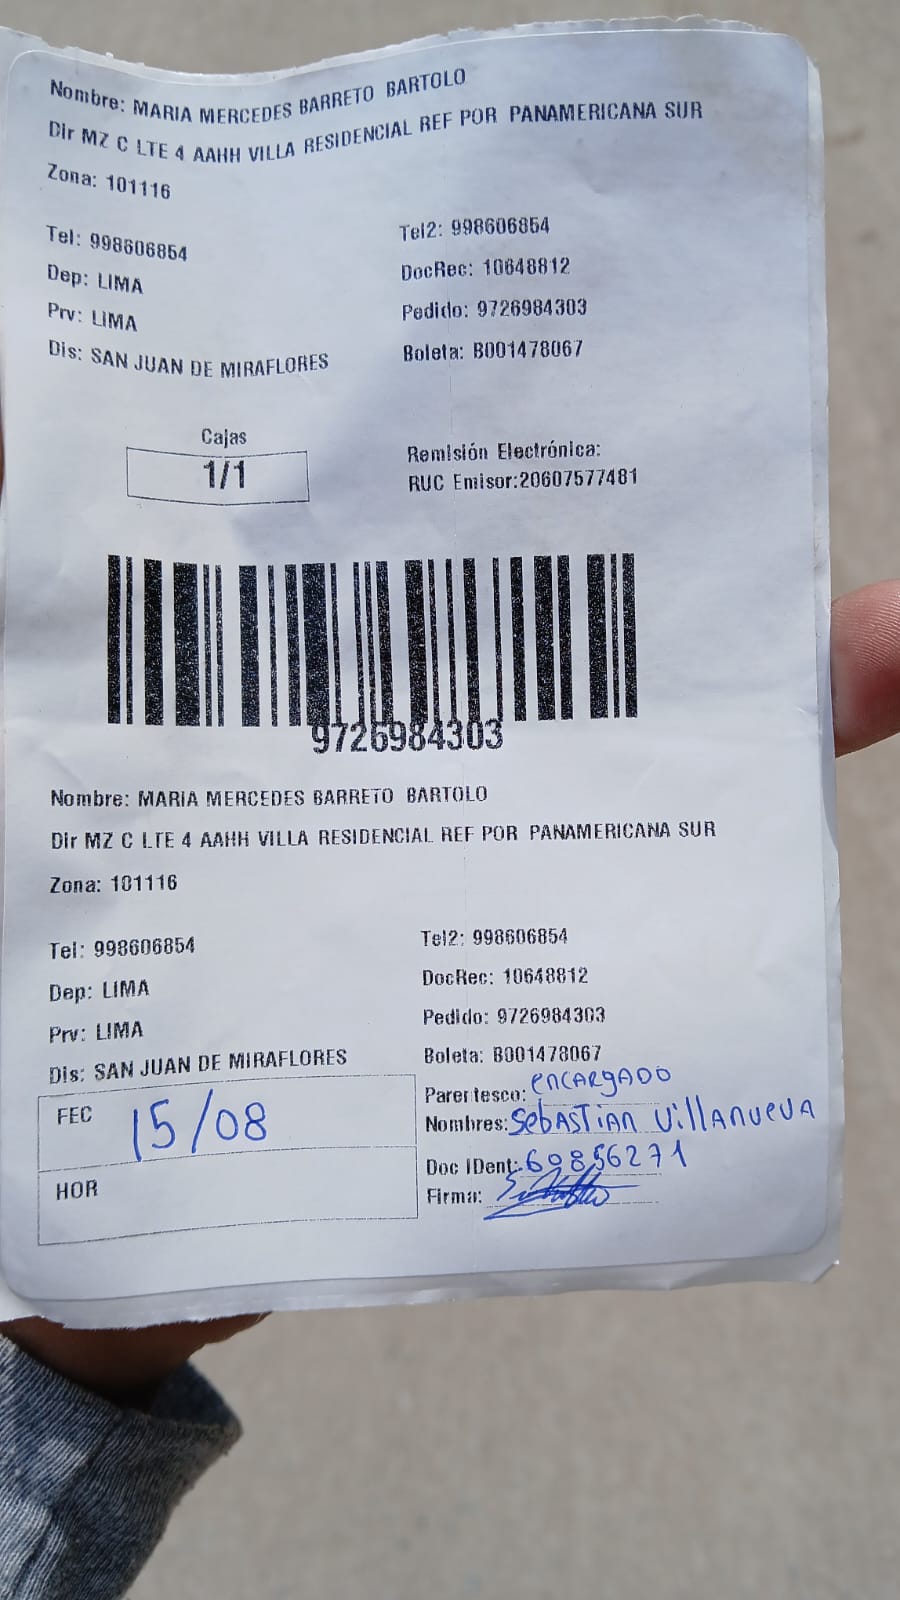 Nombre: MARIA MERCEDES BARRETO BARTOLO
Dir MZ C LTE 4 AAHH VILLA RESIDENCIAL REF POR PANAMERICANA SUR
Zona: 101116
Tel: 998606854 Tel2: 998606854
Dep: LIMA DocRec: 10648812
Prv: LIMA Pedido: 9726984303
Dis: SAN JUAN DE MIRAFLORES Boleta: B001478067
Cajas
1/1
Remisión Electrónica:
RUC Emisor:20607577481
9726984303
Nombre: MARIA MERCEDES BARRETO BARTOLO
Dir MZ C LTE 4 AAHH VILLA RESIDENCIAL REF POR PANAMERICANA SUR
Zona: 101116
Tel: 998606854 Tel2: 998606854
Dep: LIMA DocRec: 10648812
Prv: LIMA Pedido: 9726984303
Dis: SAN JUAN DE MIRAFLORES Boleta: B001478067
FEC 15/08
HOR
Parentesco: encargado
Nombres: Sebastian Villanueva
Doc IDent: 60856271
Firma: